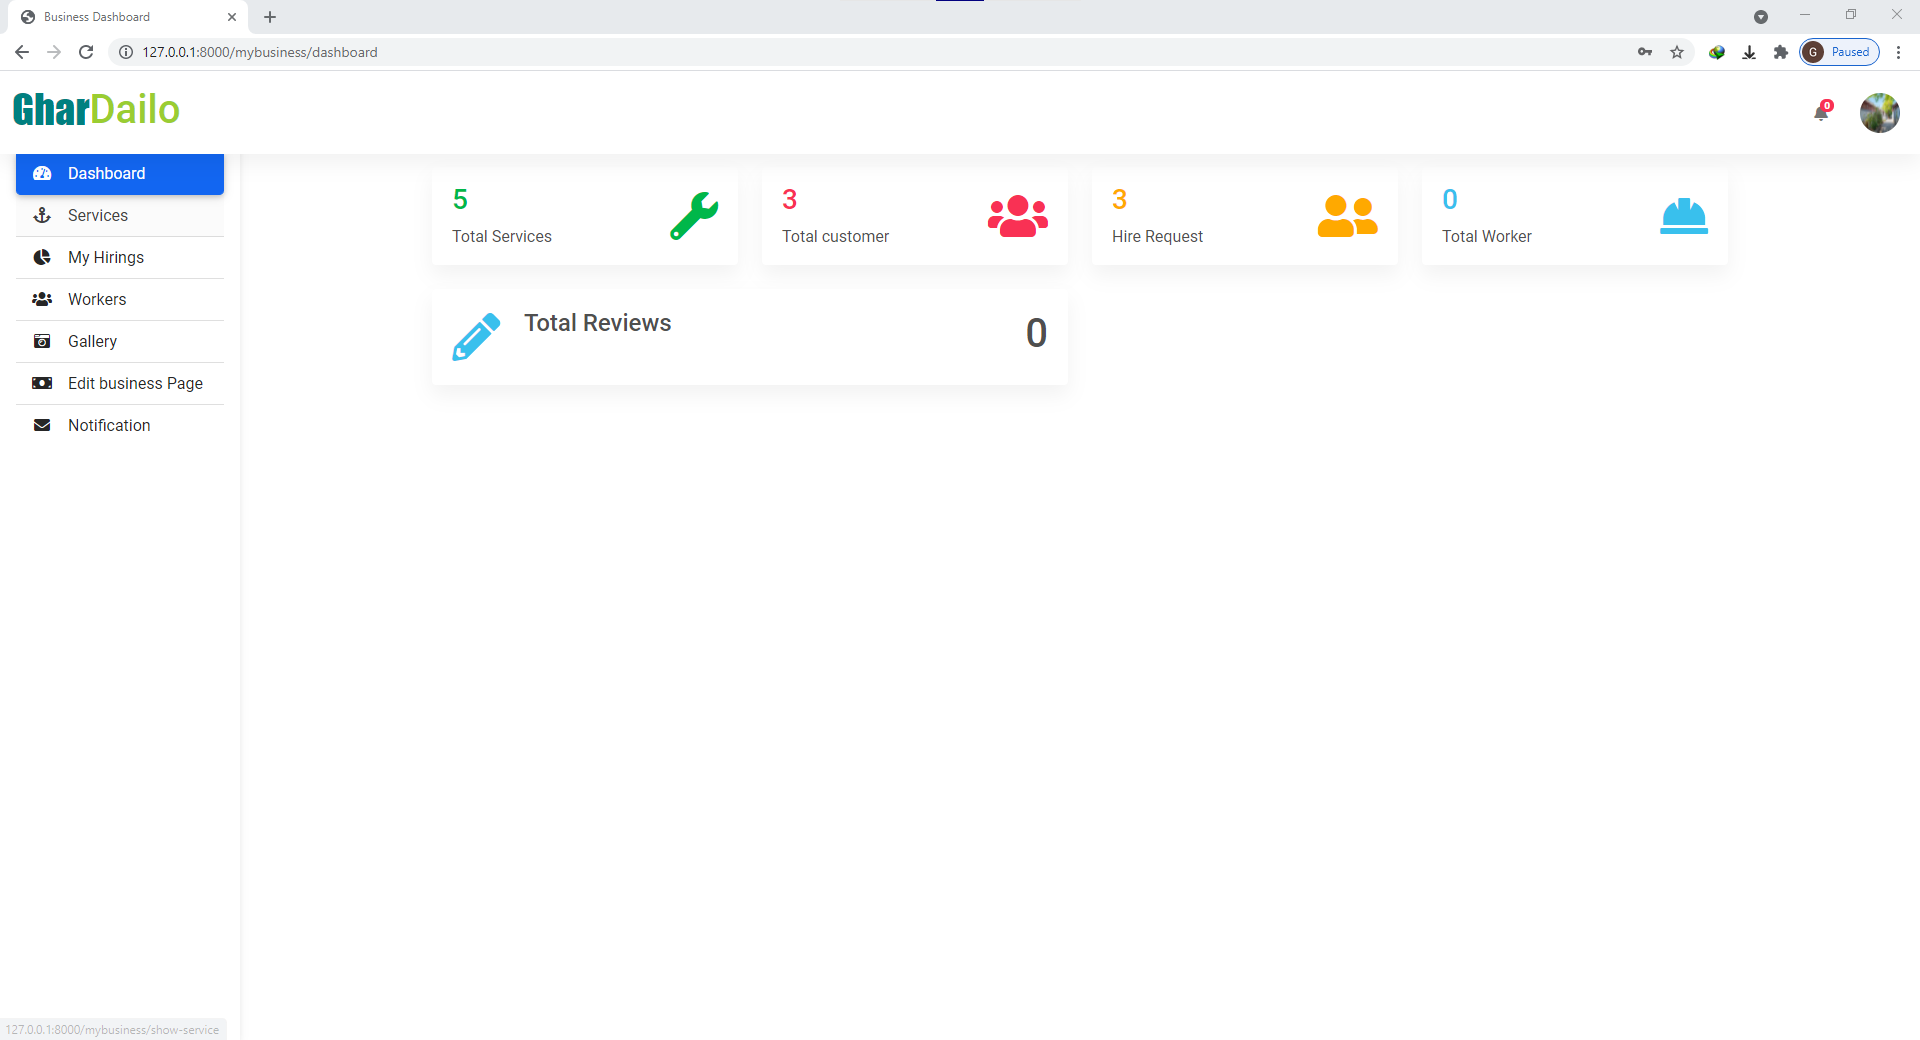 Business Dashboard
127.0.0.1:8000/mybusiness/dashboard
G Paused
GharDailo
0
Dashboard
Services
My Hirings
Workers
Gallery
Edit business Page
Notification
5
Total Services
3
Total customer
3
Hire Request
0
Total Worker
Total Reviews
0
127.0.0.1:8000/mybusiness/show-service